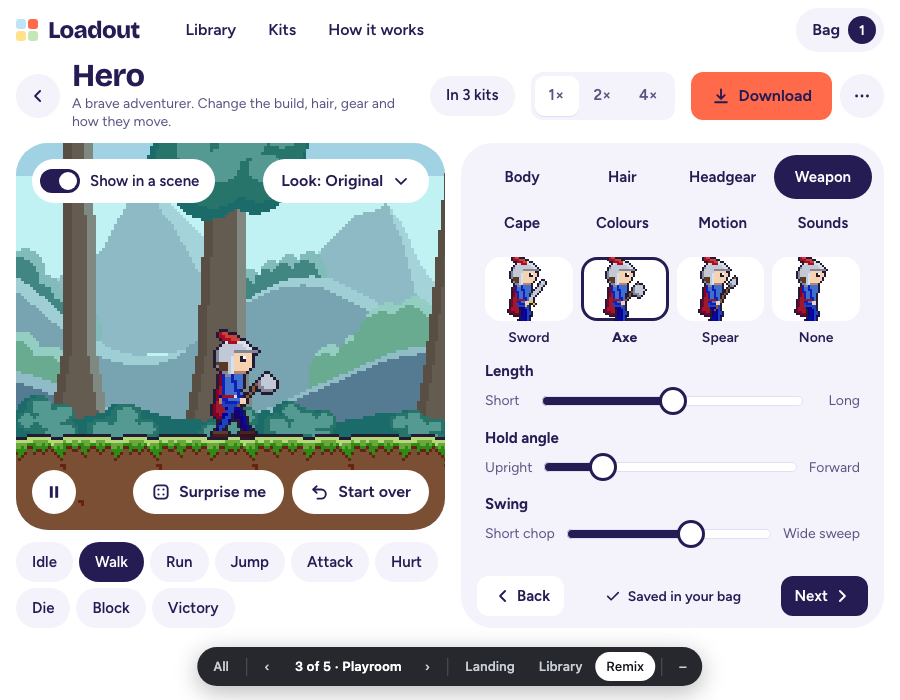 Loadout
Library Kits How it works
Bag 1
Hero
A brave adventurer. Change the build, hair, gear and
how they move.
In 3 kits
1× 2× 4×
Download
Show in a scene
Look: Original
Surprise me
Start over
Idle Walk Run Jump Attack Hurt
Die Block Victory
Body Hair Headgear Weapon
Cape Colours Motion Sounds
Sword Axe Spear None
Length
Short Long
Hold angle
Upright Forward
Swing
Short chop Wide sweep
Back
Saved in your bag
Next
All ‹ 3 of 5 · Playroom › Landing Library Remix –